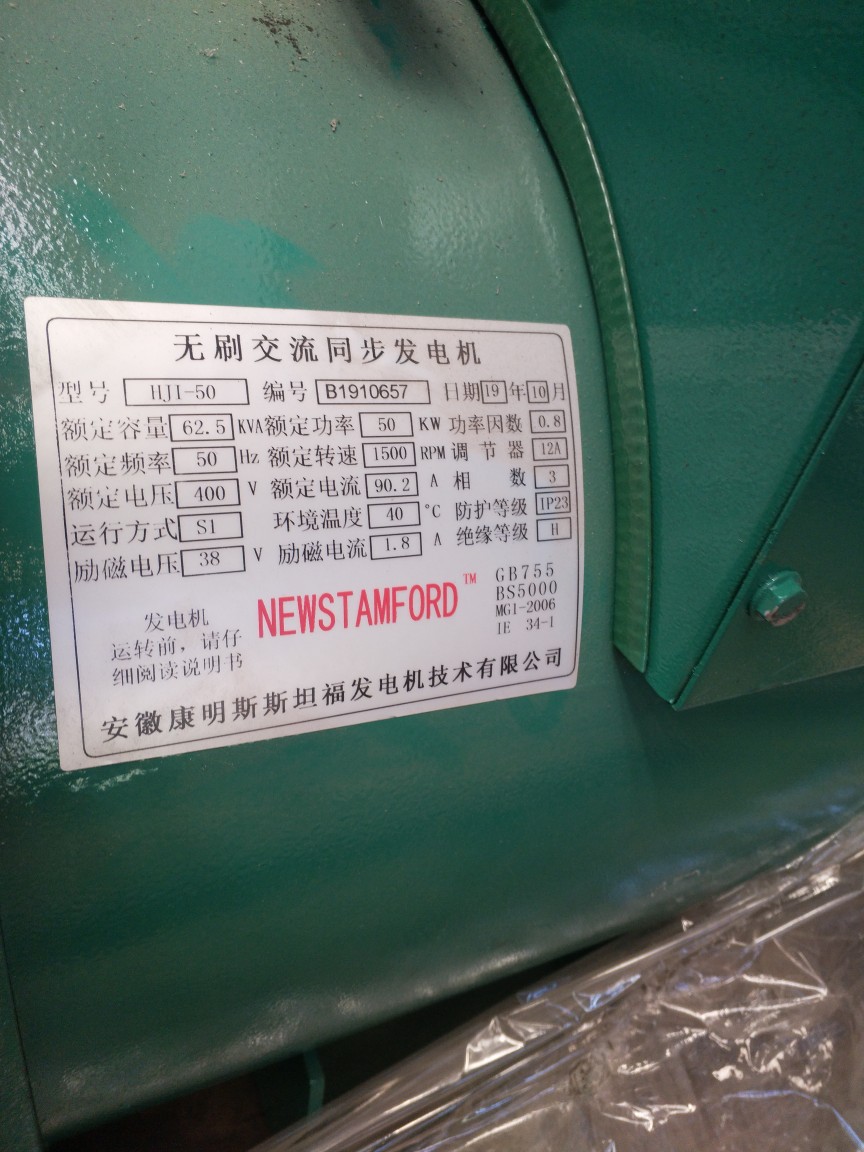 无刷交流同步发电机
型号 HJI-50 编号 B1910657 日期 19 年 10 月
额定容量 62.5 KVA 额定功率 50 KW 功率因数 0.8
额定频率 50 Hz 额定转速 1500 RPM 调节器 12A
额定电压 400 V 额定电流 90.2 A 相数 3
运行方式 S1 环境温度 40 °C 防护等级 IP23
励磁电压 38 V 励磁电流 1.8 A 绝缘等级 H
发电机
运转前，请仔
细阅读说明书
NEWSTAMFORD™
GB755
BS5000
MG1-2006
IE 34-1
安徽康明斯斯坦福发电机技术有限公司